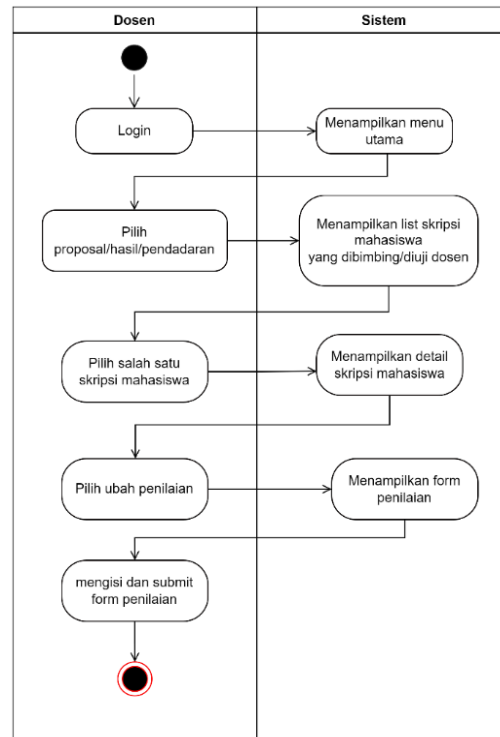 Dosen
Sistem
Login
Menampilkan menu
utama
Pilih
proposal/hasil/pendadaran
Menampilkan list skripsi
mahasiswa
yang dibimbing/diuji dosen
Pilih salah satu
skripsi mahasiswa
Menampilkan detail
skripsi mahasiswa
Pilih ubah penilaian
Menampilkan form
penilaian
mengisi dan submit
form penilaian